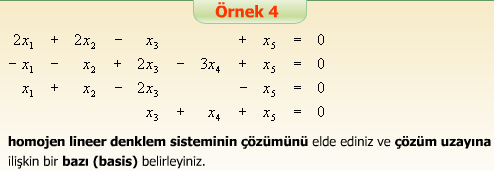 Örnek 4
2x₁ + 2x₂ - x₃ + x₅ = 0
- x₁ - x₂ + 2x₃ - 3x₄ + x₅ = 0
x₁ + x₂ - 2x₃ - x₅ = 0
x₃ + x₄ + x₅ = 0
homojen lineer denklem sisteminin çözümünü elde ediniz ve çözüm uzayına
ilişkin bir bazı (basis) belirleyiniz.